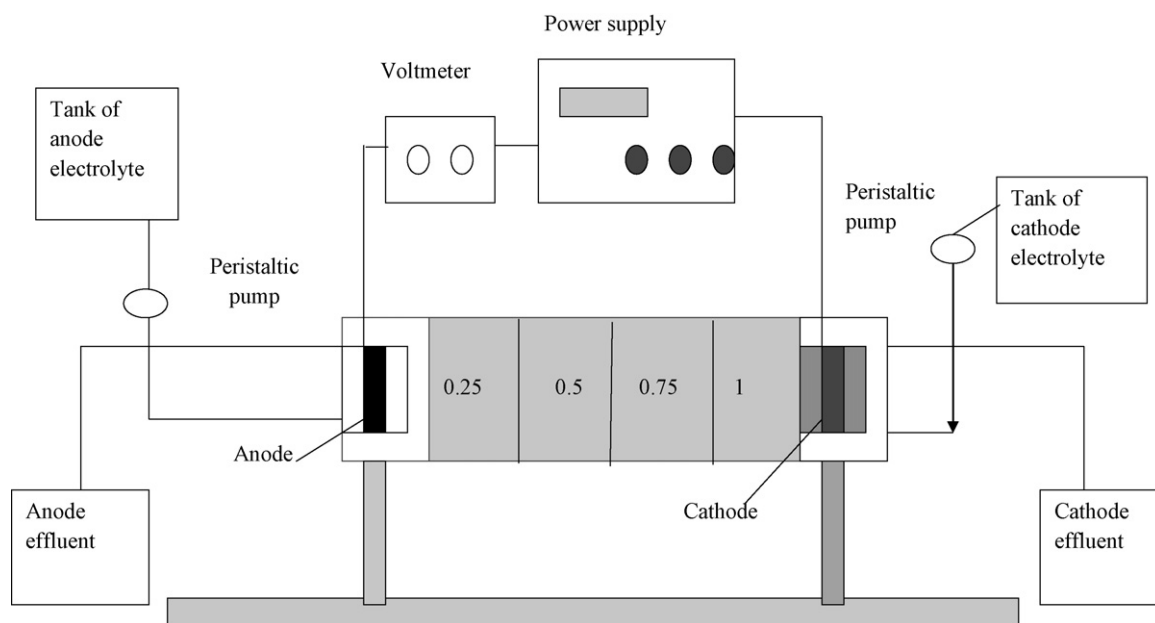 Power supply
Voltmeter
Tank of
anode
electrolyte
Peristaltic
pump
Tank of
cathode
electrolyte
Peristaltic
pump
0.25
0.5
0.75
1
Anode
Cathode
Anode
effluent
Cathode
effluent